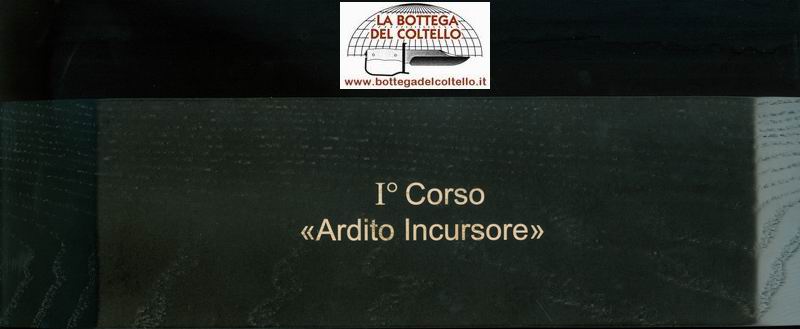 LA BOTTEGA
DEL COLTELLO
www.bottegadelcoltello.it
I° Corso
«Ardito Incursore»